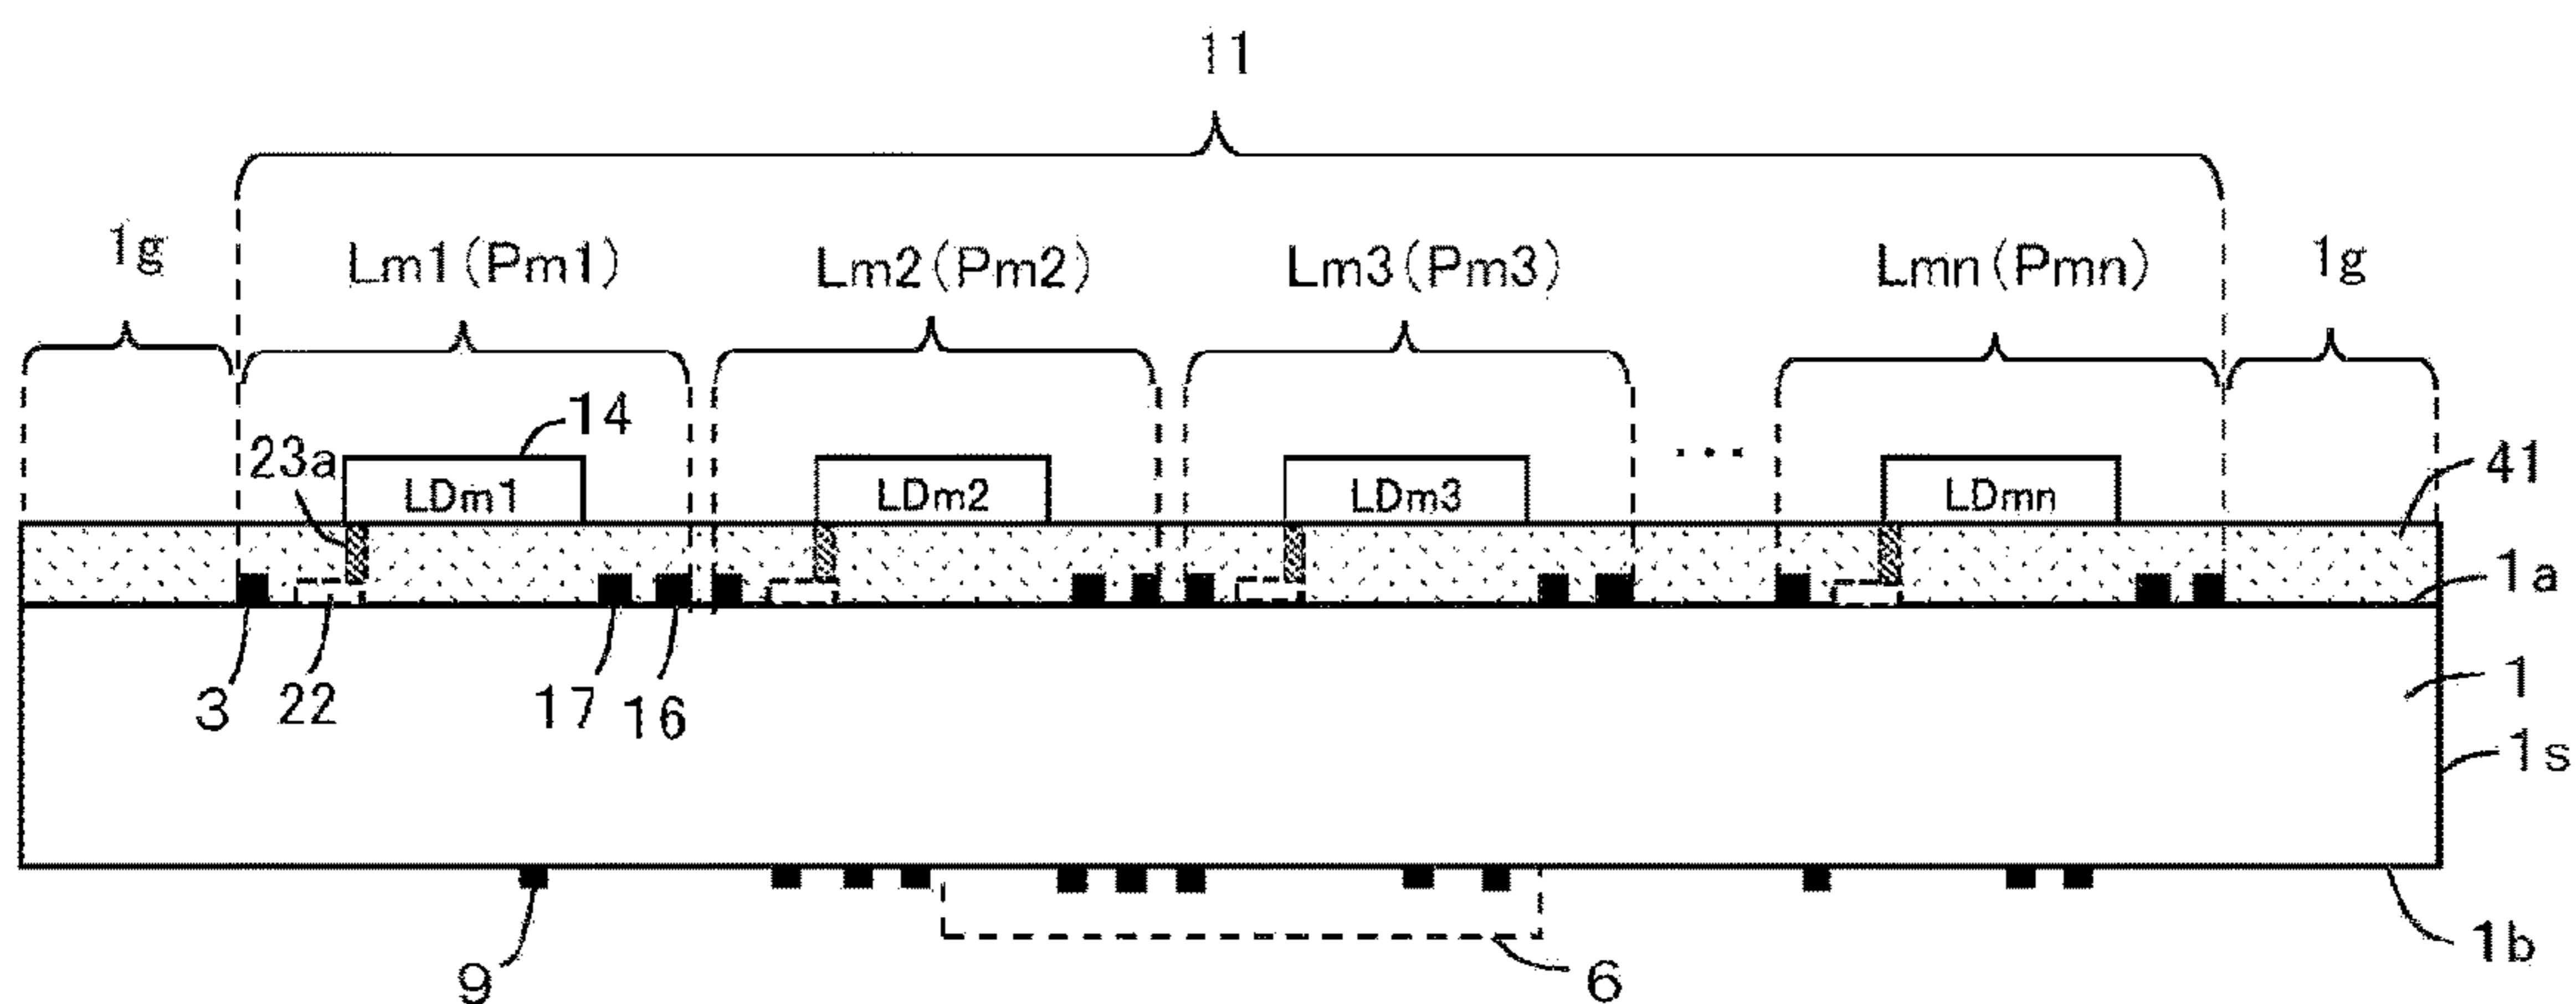 11
1g Lm1(Pm1) Lm2(Pm2) Lm3(Pm3) Lmn(Pmn) 1g
14
23a LDm1 LDm2 LDm3 ··· LDmn 41
1a
3 22 17 16 1
1s
9 6 1b